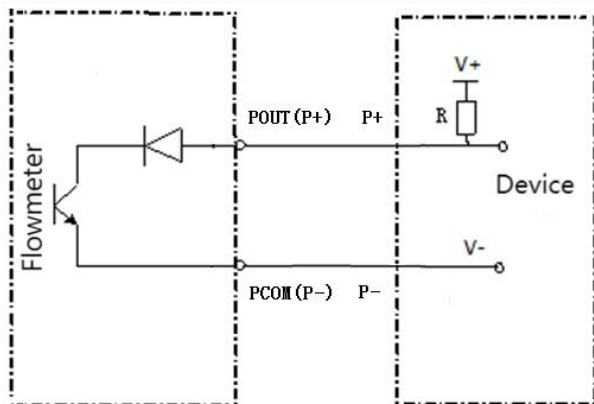 Flowmeter
POUT(P+) P+
PCOM(P-) P-
V+
R
Device
V-